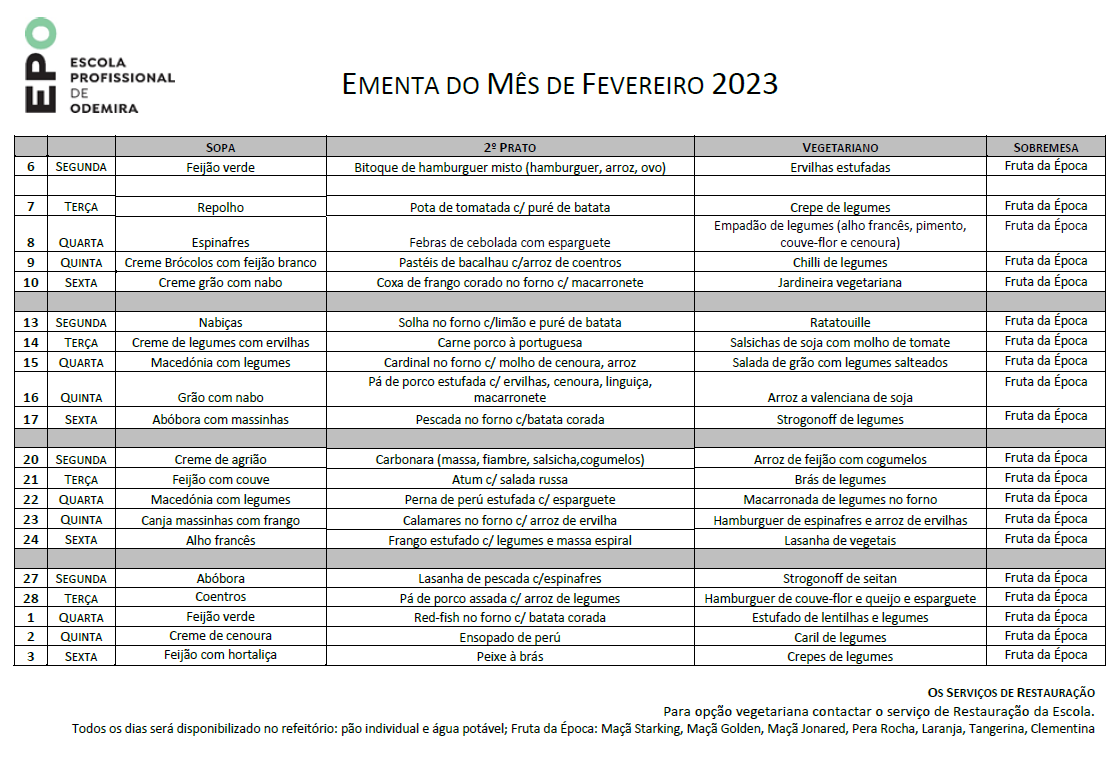 EPO
ESCOLA
PROFISSIONAL
DE
ODEMIRA
EMENTA DO MÊS DE FEVEREIRO 2023
SOPA 2º PRATO VEGETARIANO SOBREMESA
6 SEGUNDA Feijão verde Bitoque de hamburguer misto (hamburguer, arroz, ovo) Ervilhas estufadas Fruta da Época
7 TERÇA Repolho Pota de tomatada c/ puré de batata Crepe de legumes Fruta da Época
8 QUARTA Espinafres Febras de cebolada com esparguete Empadão de legumes (alho francês, pimento, Fruta da Época
couve-flor e cenoura)
9 QUINTA Creme Brócolos com feijão branco Pastéis de bacalhau c/arroz de coentros Chilli de legumes Fruta da Época
10 SEXTA Creme grão com nabo Coxa de frango corado no forno c/ macarronete Jardineira vegetariana Fruta da Época
13 SEGUNDA Nabiças Solha no forno c/limão e puré de batata Ratatouille Fruta da Época
14 TERÇA Creme de legumes com ervilhas Carne porco à portuguesa Salsichas de soja com molho de tomate Fruta da Época
15 QUARTA Macedónia com legumes Cardinal no forno c/ molho de cenoura, arroz Salada de grão com legumes salteados Fruta da Época
16 QUINTA Grão com nabo Pá de porco estufada c/ ervilhas, cenoura, linguiça, Arroz a valenciana de soja Fruta da Época
macarronete
17 SEXTA Abóbora com massinhas Pescada no forno c/batata corada Strogonoff de legumes Fruta da Época
20 SEGUNDA Creme de agrião Carbonara (massa, fiambre, salsicha,cogumelos) Arroz de feijão com cogumelos Fruta da Época
21 TERÇA Feijão com couve Atum c/ salada russa Brás de legumes Fruta da Época
22 QUARTA Macedónia com legumes Perna de perú estufada c/ esparguete Macarronada de legumes no forno Fruta da Época
23 QUINTA Canja massinhas com frango Calamares no forno c/ arroz de ervilha Hamburguer de espinafres e arroz de ervilhas Fruta da Época
24 SEXTA Alho francês Frango estufado c/ legumes e massa espiral Lasanha de vegetais Fruta da Época
27 SEGUNDA Abóbora Lasanha de pescada c/espinafres Strogonoff de seitan Fruta da Época
28 TERÇA Coentros Pá de porco assada c/ arroz de legumes Hamburguer de couve-flor e queijo e esparguete Fruta da Época
1 QUARTA Feijão verde Red-fish no forno c/ batata corada Estufado de lentilhas e legumes Fruta da Época
2 QUINTA Creme de cenoura Ensopado de perú Caril de legumes Fruta da Época
3 SEXTA Feijão com hortaliça Peixe à brás Crepes de legumes Fruta da Época
OS SERVIÇOS DE RESTAURAÇÃO
Para opção vegetariana contactar o serviço de Restauração da Escola.
Todos os dias será disponibilizado no refeitório: pão individual e água potável; Fruta da Época: Maçã Starking, Maçã Golden, Maçã Jonared, Pera Rocha, Laranja, Tangerina, Clementina